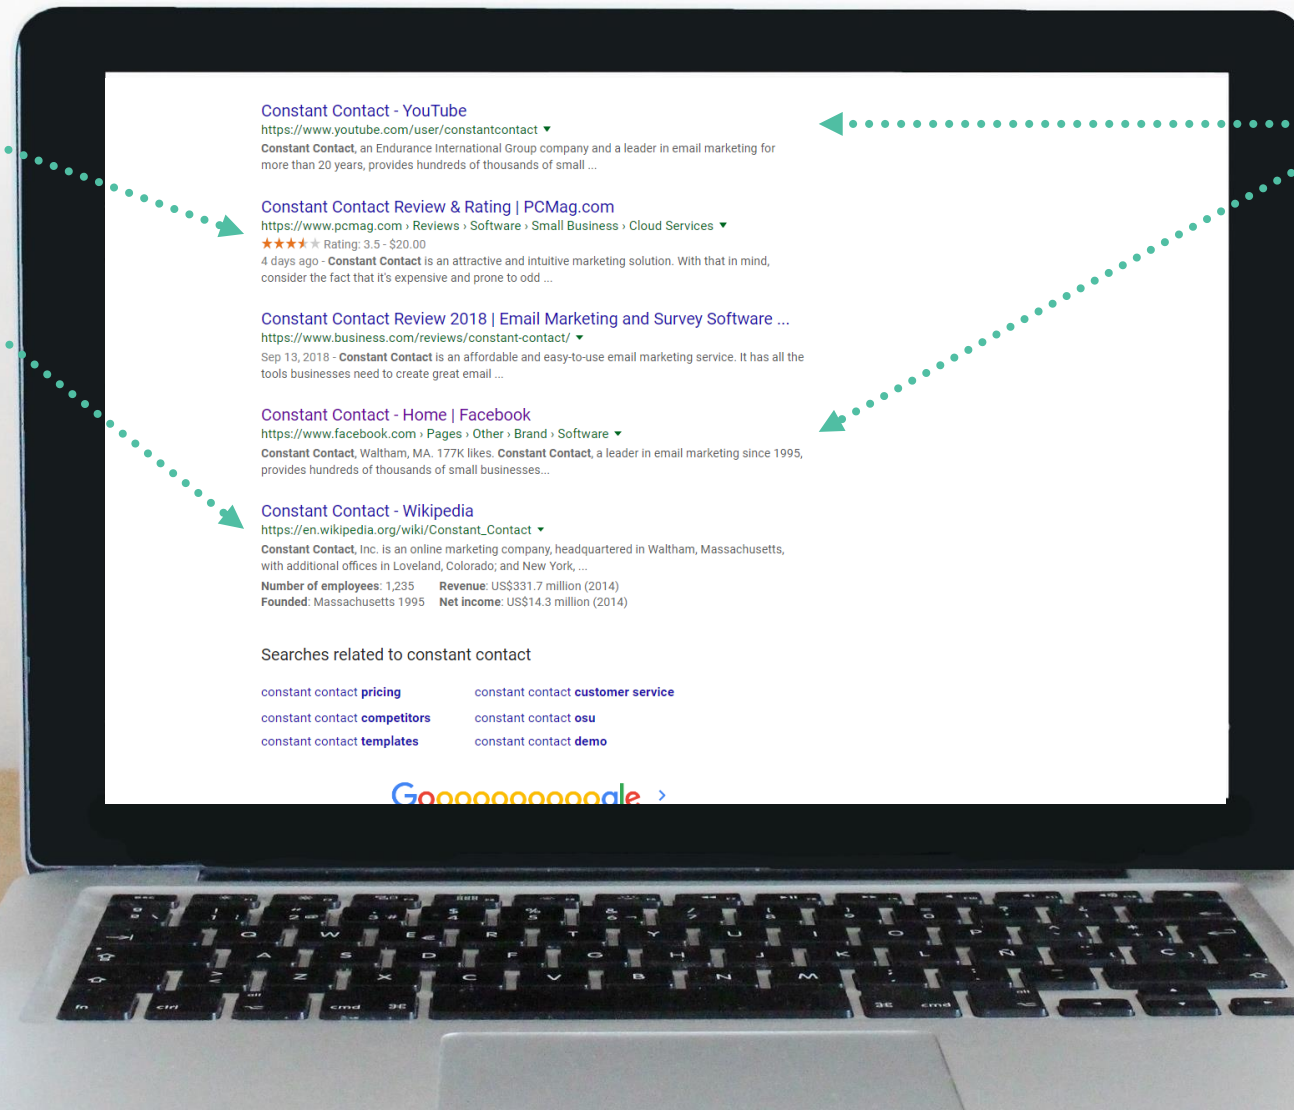 Constant Contact - YouTube
https://www.youtube.com/user/constantcontact
Constant Contact, an Endurance International Group company and a leader in email marketing for
more than 20 years, provides hundreds of thousands of small ...
Constant Contact Review & Rating | PCMag.com
https://www.pcmag.com › Reviews › Software › Small Business › Cloud Services
Rating: 3.5 - $20.00
4 days ago - Constant Contact is an attractive and intuitive marketing solution. With that in mind,
consider the fact that it's expensive and prone to odd ...
Constant Contact Review 2018 | Email Marketing and Survey Software ...
https://www.business.com/reviews/constant-contact/
Sep 13, 2018 - Constant Contact is an affordable and easy-to-use email marketing service. It has all the
tools businesses need to create great email ...
Constant Contact - Home | Facebook
https://www.facebook.com › Pages › Other › Brand › Software
Constant Contact, Waltham, MA. 177K likes. Constant Contact, a leader in email marketing since 1995,
provides hundreds of thousands of small businesses...
Constant Contact - Wikipedia
https://en.wikipedia.org/wiki/Constant_Contact
Constant Contact, Inc. is an online marketing company, headquartered in Waltham, Massachusetts,
with additional offices in Loveland, Colorado; and New York, ...
Number of employees: 1,235 Revenue: US$331.7 million (2014)
Founded: Massachusetts 1995 Net income: US$14.3 million (2014)
Searches related to constant contact
constant contact pricing constant contact customer service
constant contact competitors constant contact osu
constant contact templates constant contact demo
Goooooooooogle
Q W E € R T Y U I O P
A S D F G H J K L Ñ
Z X C V B N M
fn ctrl alt cmd ⌘ ⌘ cmd alt